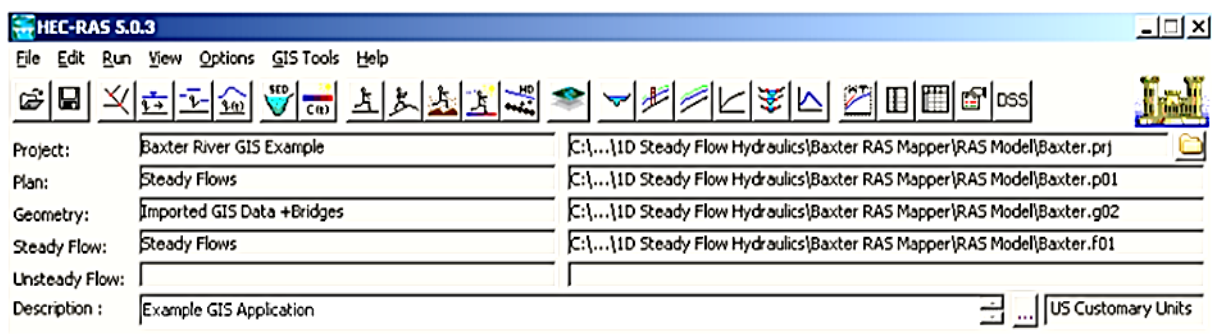 HEC-RAS 5.0.3
File Edit Run View Options GIS Tools Help
SED C(t) HD DSS
Project: Baxter River GIS Example C:\...\1D Steady Flow Hydraulics\Baxter RAS Mapper\RAS Model\Baxter.prj
Plan: Steady Flows C:\...\1D Steady Flow Hydraulics\Baxter RAS Mapper\RAS Model\Baxter.p01
Geometry: Imported GIS Data +Bridges C:\...\1D Steady Flow Hydraulics\Baxter RAS Mapper\RAS Model\Baxter.g02
Steady Flow: Steady Flows C:\...\1D Steady Flow Hydraulics\Baxter RAS Mapper\RAS Model\Baxter.f01
Unsteady Flow:
Description : Example GIS Application ... US Customary Units